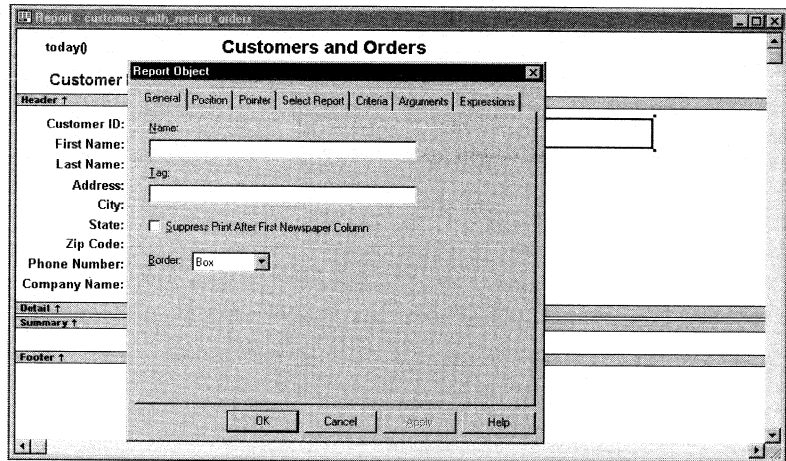 Report - customers_with_nested_orders
today()
Customers and Orders
Customer
Report Object
Header ↑
General Position Pointer Select Report Criteria Arguments Expressions
Customer ID:
Name:
First Name:
Last Name:
Tag:
Address:
City:
State:
Suppress Print After First Newspaper Column
Zip Code:
Phone Number:
Border: Box
Company Name:
Detail ↑
Summary ↑
Footer ↑
OK Cancel Apply Help